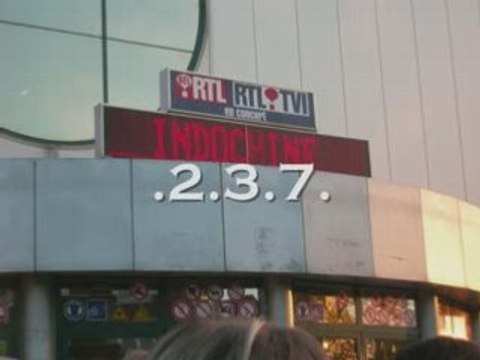 RTL RTL TVI
EN CONCERT
INDOCHINE
.2.3.7.